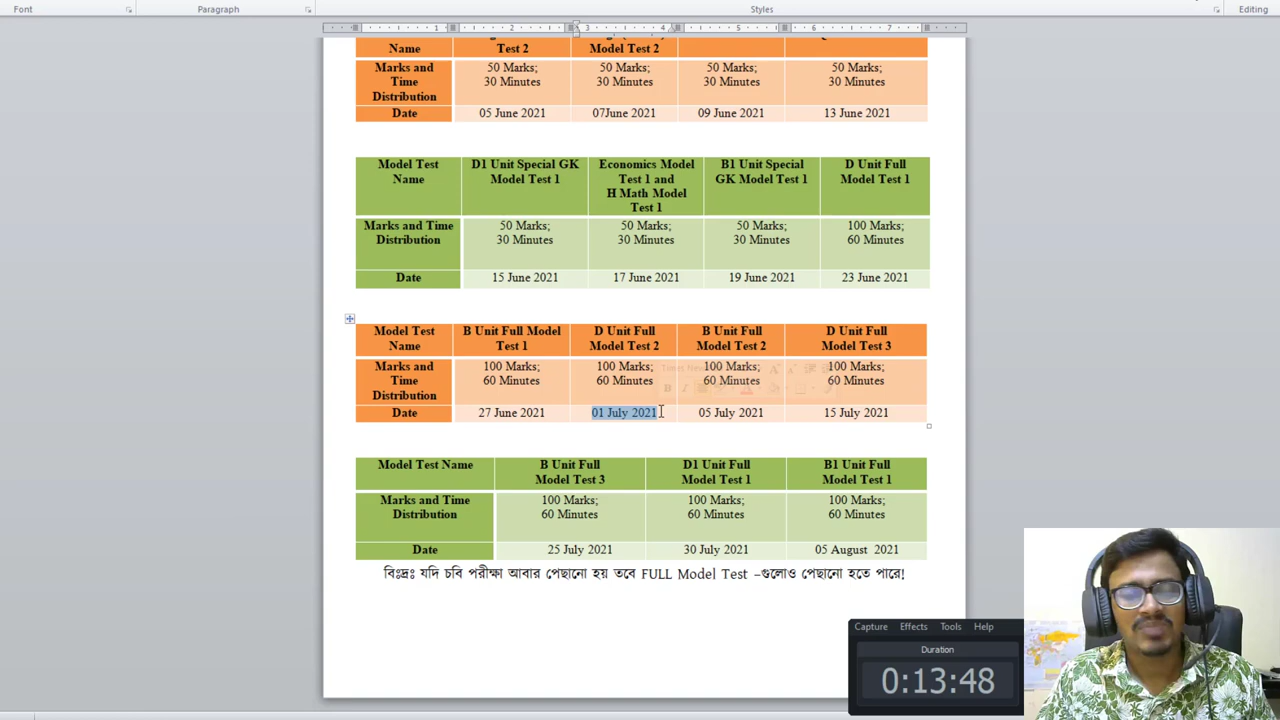 Font Paragraph Styles Editing
1 2 3 4 5 6 7
Name Test 2 Model Test 2
Marks and Time Distribution 50 Marks; 30 Minutes 50 Marks; 30 Minutes 50 Marks; 30 Minutes 50 Marks; 30 Minutes
Date 05 June 2021 07June 2021 09 June 2021 13 June 2021
Model Test Name D1 Unit Special GK Model Test 1 Economics Model Test 1 and H Math Model Test 1 B1 Unit Special GK Model Test 1 D Unit Full Model Test 1
Marks and Time Distribution 50 Marks; 30 Minutes 50 Marks; 30 Minutes 50 Marks; 30 Minutes 100 Marks; 60 Minutes
Date 15 June 2021 17 June 2021 19 June 2021 23 June 2021
Model Test Name B Unit Full Model Test 1 D Unit Full Model Test 2 B Unit Full Model Test 2 D Unit Full Model Test 3
Marks and Time Distribution 100 Marks; 60 Minutes 100 Marks; 60 Minutes 100 Marks; 60 Minutes 100 Marks; 60 Minutes
Date 27 June 2021 01 July 2021 05 July 2021 15 July 2021
Model Test Name B Unit Full Model Test 3 D1 Unit Full Model Test 1 B1 Unit Full Model Test 1
Marks and Time Distribution 100 Marks; 60 Minutes 100 Marks; 60 Minutes 100 Marks; 60 Minutes
Date 25 July 2021 30 July 2021 05 August 2021
বিঃদ্রঃ যদি চবি পরীক্ষা আবার পেছানো হয় তবে FULL Model Test –গুলোও পেছানো হতে পারে!
Capture Effects Tools Help
Duration
0:13:48